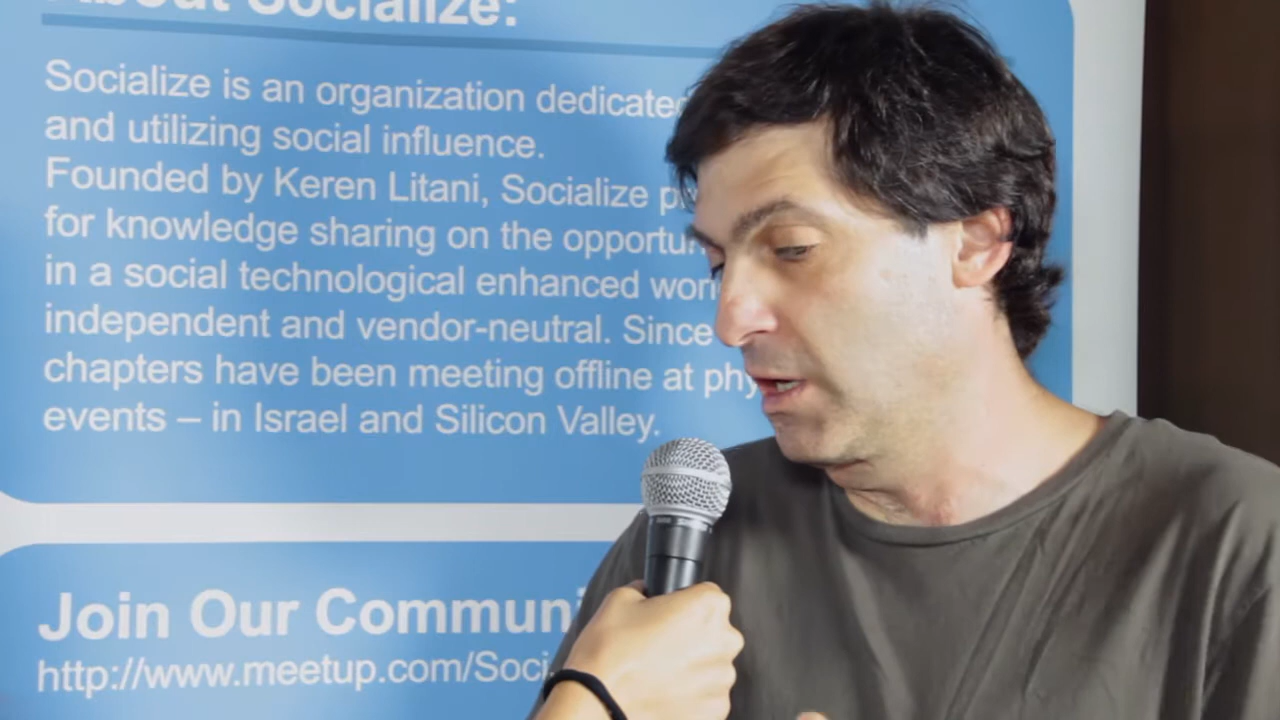 About Socialize:
Socialize is an organization dedicated
and utilizing social influence.
Founded by Keren Litani, Socialize
for knowledge sharing on the
in a social technological enhanced
independent and vendor-neutral. Since
chapters have been meeting offline at
events – in Israel and Silicon Valley.
Join Our
http://www.meetup.com/Soci